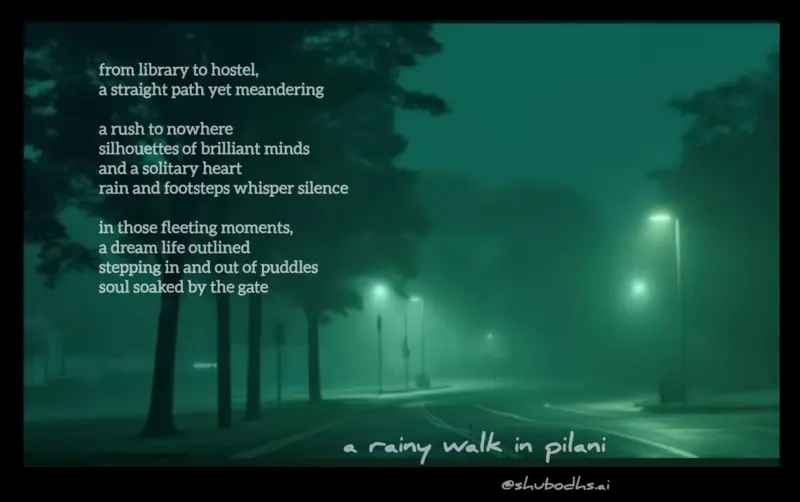 from library to hostel,
a straight path yet meandering
a rush to nowhere
silhouettes of brilliant minds
and a solitary heart
rain and footsteps whisper silence
in those fleeting moments,
a dream life outlined
stepping in and out of puddles
soul soaked by the gate
a rainy walk in pilani
@shubodhs.ai